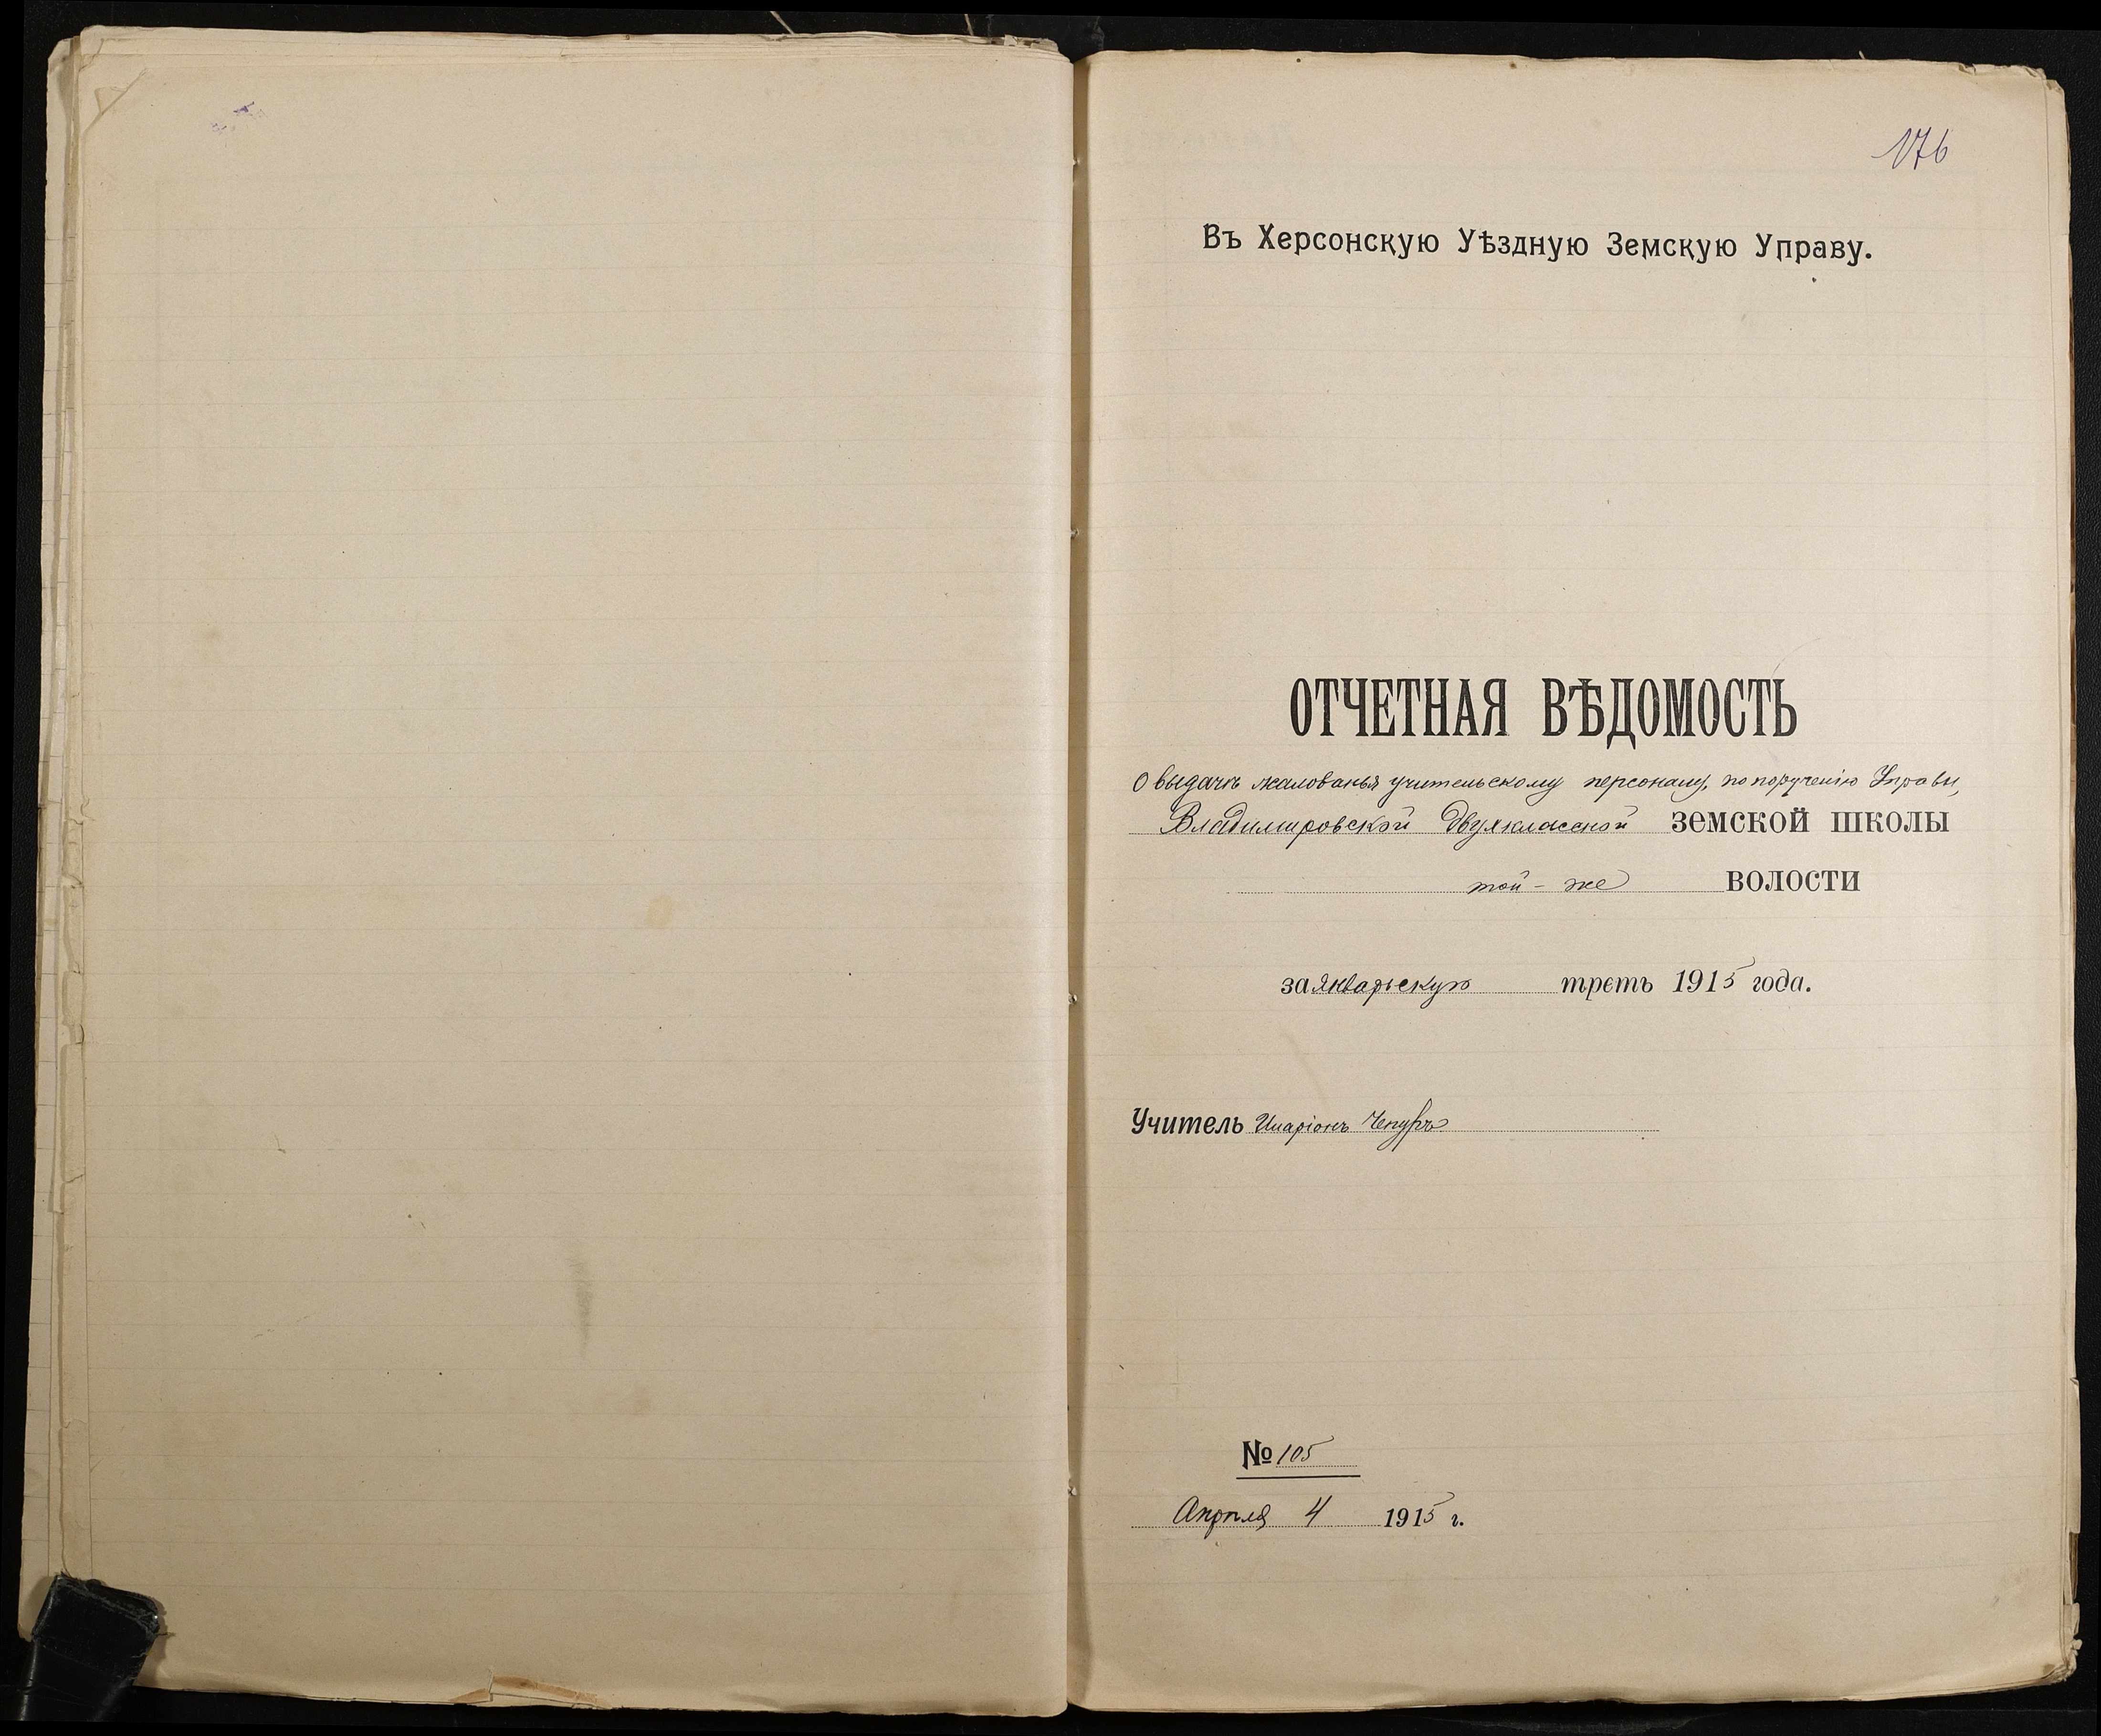 176
Въ Херсонскую Уѣздную Земскую Управу.
ОТЧЕТНАЯ ВѢДОМОСТЬ
О выдачѣ жалованья учительскому персоналу, по порученію Управы,
Владимировской двухклассной ЗЕМСКОЙ ШКОЛЫ
той-же ВОЛОСТИ
за январьскую треть 1915 года.
Учитель Иларіонъ Чепуръ
№ 105
Апрѣля 4 1915 г.